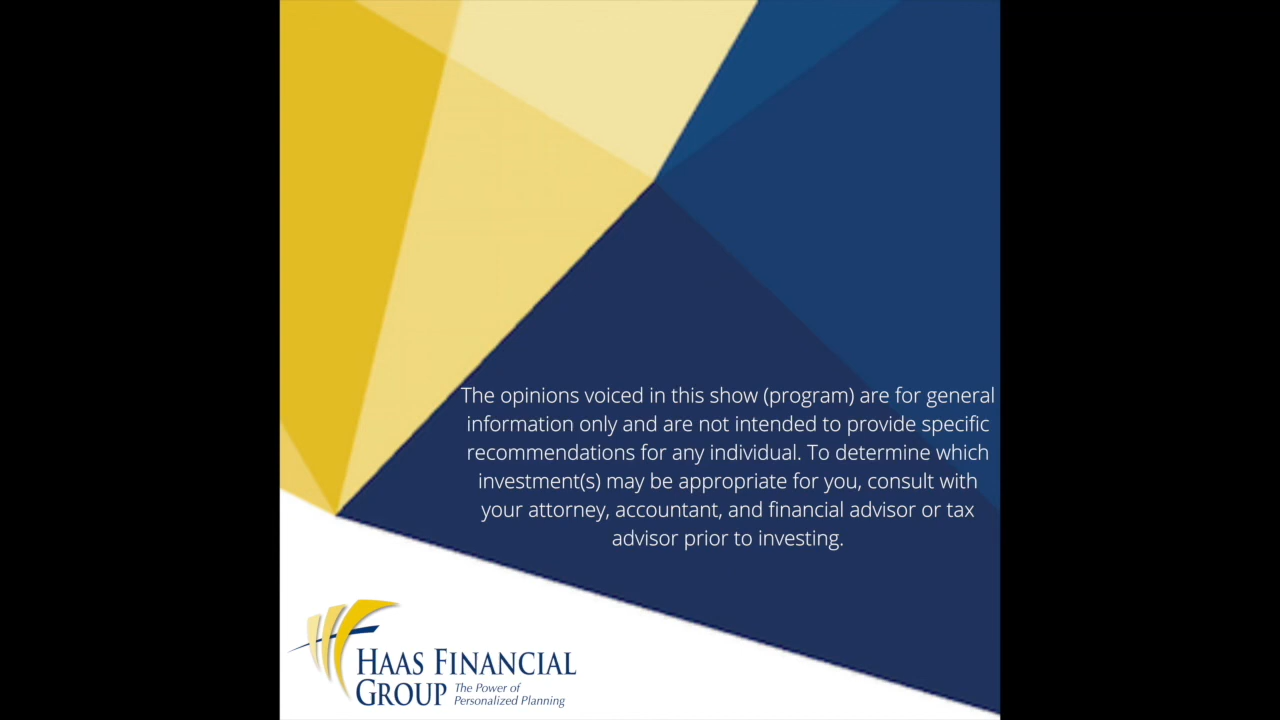 The opinions voiced in this show (program) are for general
information only and are not intended to provide specific
recommendations for any individual. To determine which
investment(s) may be appropriate for you, consult with
your attorney, accountant, and financial advisor or tax
advisor prior to investing.
HAAS FINANCIAL
GROUP The Power of
Personalized Planning